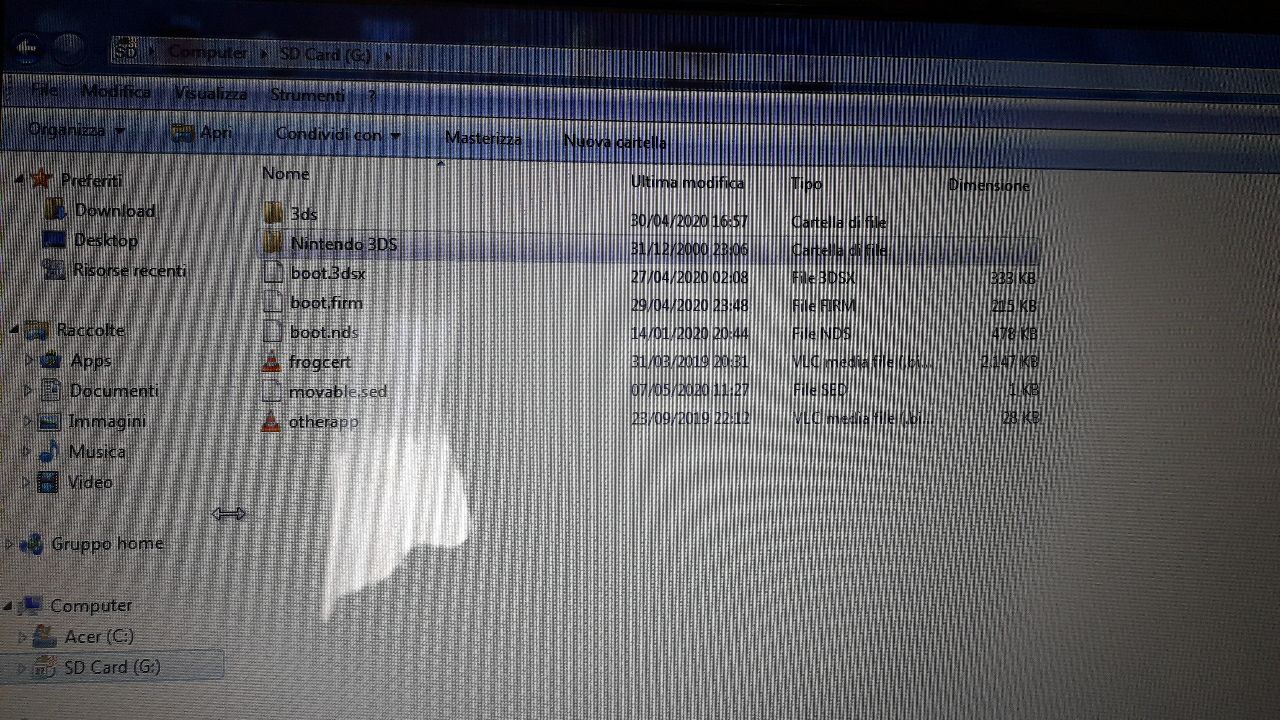 Computer SD Card (G:)
File Modifica Visualizza Strumenti ?
Organizza Apri Condividi con Masterizza Nuova cartella
Preferiti
Download
Desktop
Risorse recenti
Raccolte
Apps
Documenti
Immagini
Musica
Video
Gruppo home
Computer
Acer (C:)
SD Card (G:)
Nome Ultima modifica Tipo Dimensione
3ds 30/04/2020 16:57 Cartella di file
Nintendo 3DS 31/12/2000 23:06 Cartella di file
boot.3dsx 27/04/2020 02:08 File 3DSX 333 KB
boot.firm 29/04/2020 23:48 File FIRM 215 KB
boot.nds 14/01/2020 20:44 File NDS 478 KB
frogcert 31/03/2019 20:31 VLC media file (.bi... 2.147 KB
movable.sed 07/05/2020 11:27 File SED 1 KB
otherapp 23/09/2019 22:12 VLC media file (.bi... 28 KB